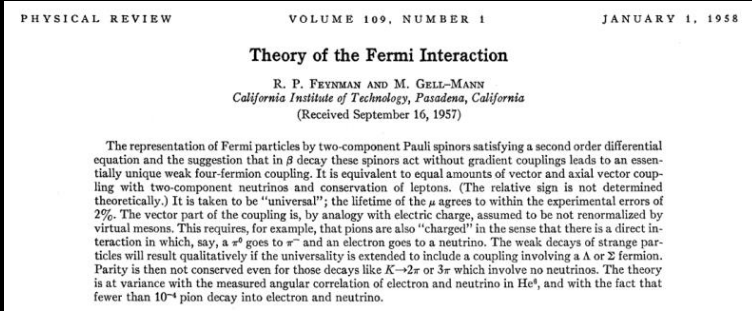 PHYSICAL REVIEW VOLUME 109, NUMBER 1 JANUARY 1, 1958
Theory of the Fermi Interaction
R. P. FEYNMAN AND M. GELL-MANN
California Institute of Technology, Pasadena, California
(Received September 16, 1957)
The representation of Fermi particles by two-component Pauli spinors satisfying a second order differential
equation and the suggestion that in β decay these spinors act without gradient couplings leads to an essen-
tially unique weak four-fermion coupling. It is equivalent to equal amounts of vector and axial vector coup-
ling with two-component neutrinos and conservation of leptons. (The relative sign is not determined
theoretically.) It is taken to be "universal"; the lifetime of the μ agrees to within the experimental errors of
2%. The vector part of the coupling is, by analogy with electric charge, assumed to be not renormalized by
virtual mesons. This requires, for example, that pions are also "charged" in the sense that there is a direct in-
teraction in which, say, a π⁰ goes to π⁻ and an electron goes to a neutrino. The weak decays of strange par-
ticles will result qualitatively if the universality is extended to include a coupling involving a Λ or Σ fermion.
Parity is then not conserved even for those decays like K→2π or 3π which involve no neutrinos. The theory
is at variance with the measured angular correlation of electron and neutrino in He⁶, and with the fact that
fewer than 10⁻⁴ pion decay into electron and neutrino.